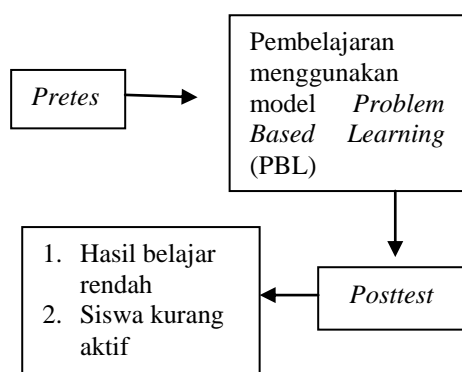 Pretes
Pembelajaran
menggunakan
model Problem
Based Learning
(PBL)
Posttest
1. Hasil belajar
rendah
2. Siswa kurang
aktif